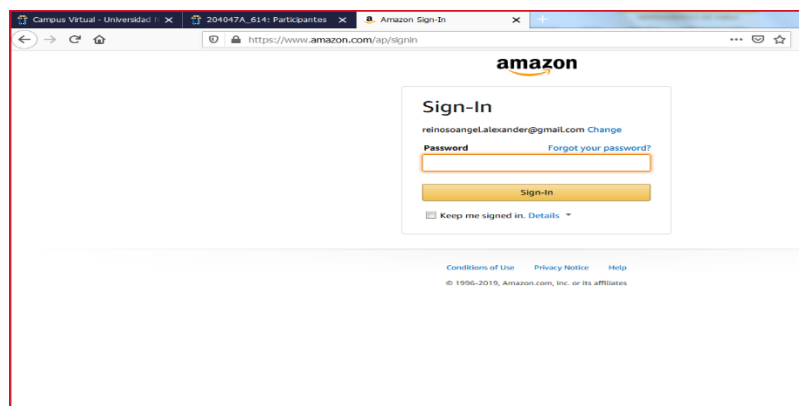 Campus Virtual - Universidad
204047A_614: Participantes
Amazon Sign-In
https://www.amazon.com/ap/signin
amazon
Sign-In
reinosoangel.alexander@gmail.com Change
Password Forgot your password?
Sign-In
Keep me signed in. Details
Conditions of Use Privacy Notice Help
© 1996-2019, Amazon.com, Inc. or its affiliates